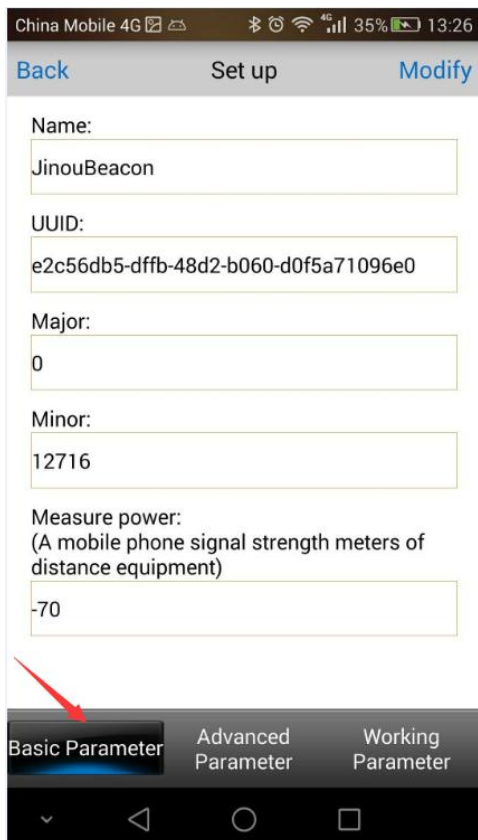 China Mobile 4G 4G 35% 13:26
Back Set up Modify
Name:
JinouBeacon
UUID:
e2c56db5-dffb-48d2-b060-d0f5a71096e0
Major:
0
Minor:
12716
Measure power:
(A mobile phone signal strength meters of
distance equipment)
-70
Basic Parameter
Advanced
Parameter
Working
Parameter